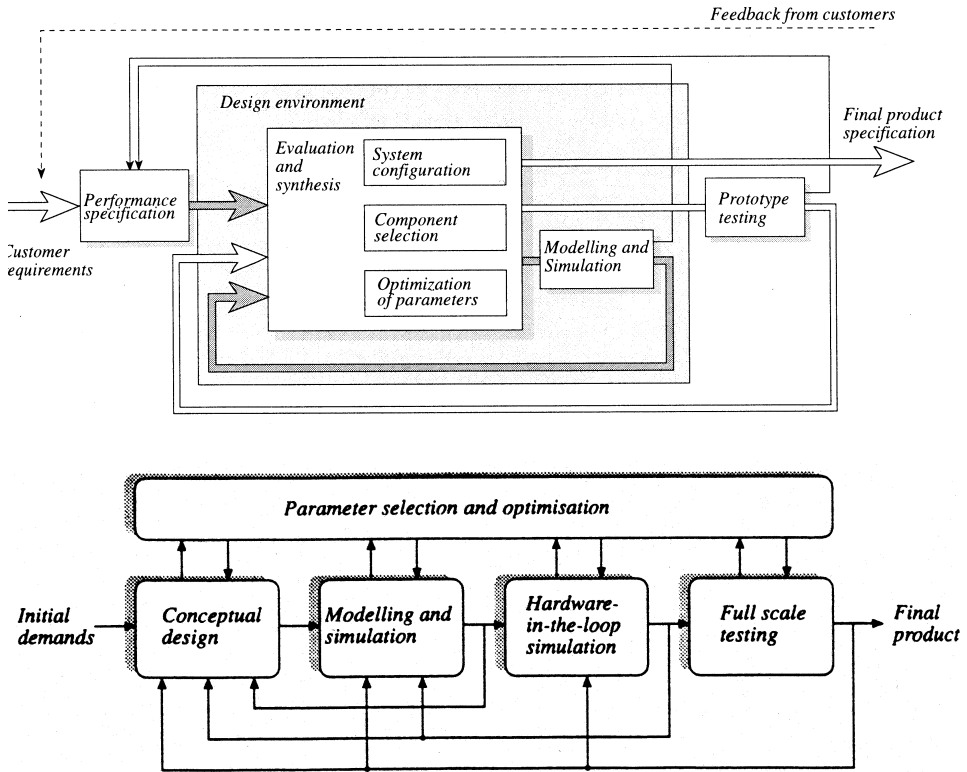 Feedback from customers
Design environment
Final product
specification
Evaluation
and
synthesis
System
configuration
Performance
specification
Component
selection
Prototype
testing
Customer
equirements
Modelling and
Simulation
Optimization
of parameters
Parameter selection and optimisation
Initial
demands
Conceptual
design
Modelling and
simulation
Hardware-
in-the-loop
simulation
Full scale
testing
Final
product